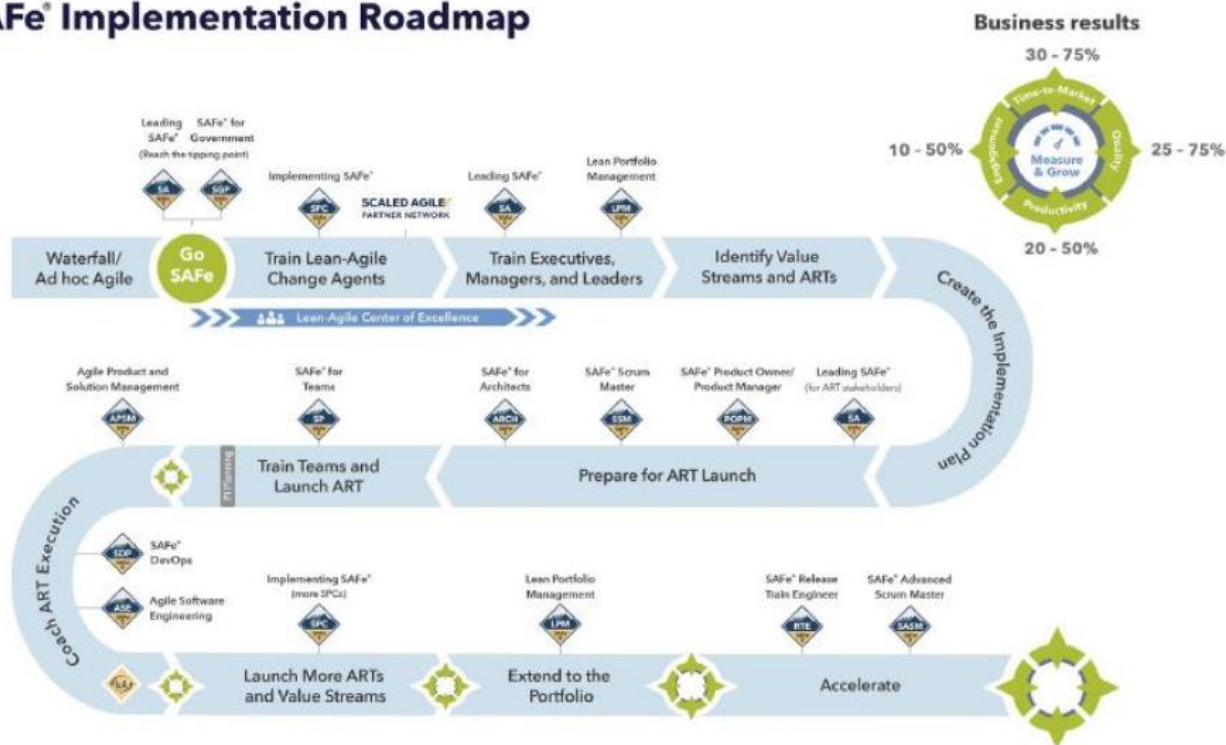 AFe® Implementation Roadmap
Business results
30 - 75%
Time-to-Market
10 - 50%
Engagement
Measure
& Grow
Quality
25 - 75%
Productivity
20 - 50%
Leading
SAFe®
SAFe® for
Government
(Reach the tipping point)
SA
SGP
Implementing SAFe®
SPC
SCALED AGILE
PARTNER NETWORK
Leading SAFe®
SA
Lean Portfolio
Management
LPM
Waterfall/
Ad hoc Agile
Go
SAFe
Train Lean-Agile
Change Agents
Train Executives,
Managers, and Leaders
Identify Value
Streams and ARTs
Create the Implementation Plan
Lean-Agile Center of Excellence
Agile Product and
Solution Management
APSM
SAFe® for
Teams
SP
SAFe® for
Architects
ARCH
SAFe® Scrum
Master
SSM
SAFe® Product Owner/
Product Manager
POPM
Leading SAFe®
(for ART stakeholders)
SA
PI Planning
Train Teams and
Launch ART
Prepare for ART Launch
Coach ART Execution
SDP
SAFe®
DevOps
ASE
Agile Software
Engineering
Implementing SAFe®
(more SPCs)
SPC
Lean Portfolio
Management
LPM
SAFe® Release
Train Engineer
RTE
SAFe® Advanced
Scrum Master
SASM
Launch More ARTs
and Value Streams
Extend to the
Portfolio
Accelerate